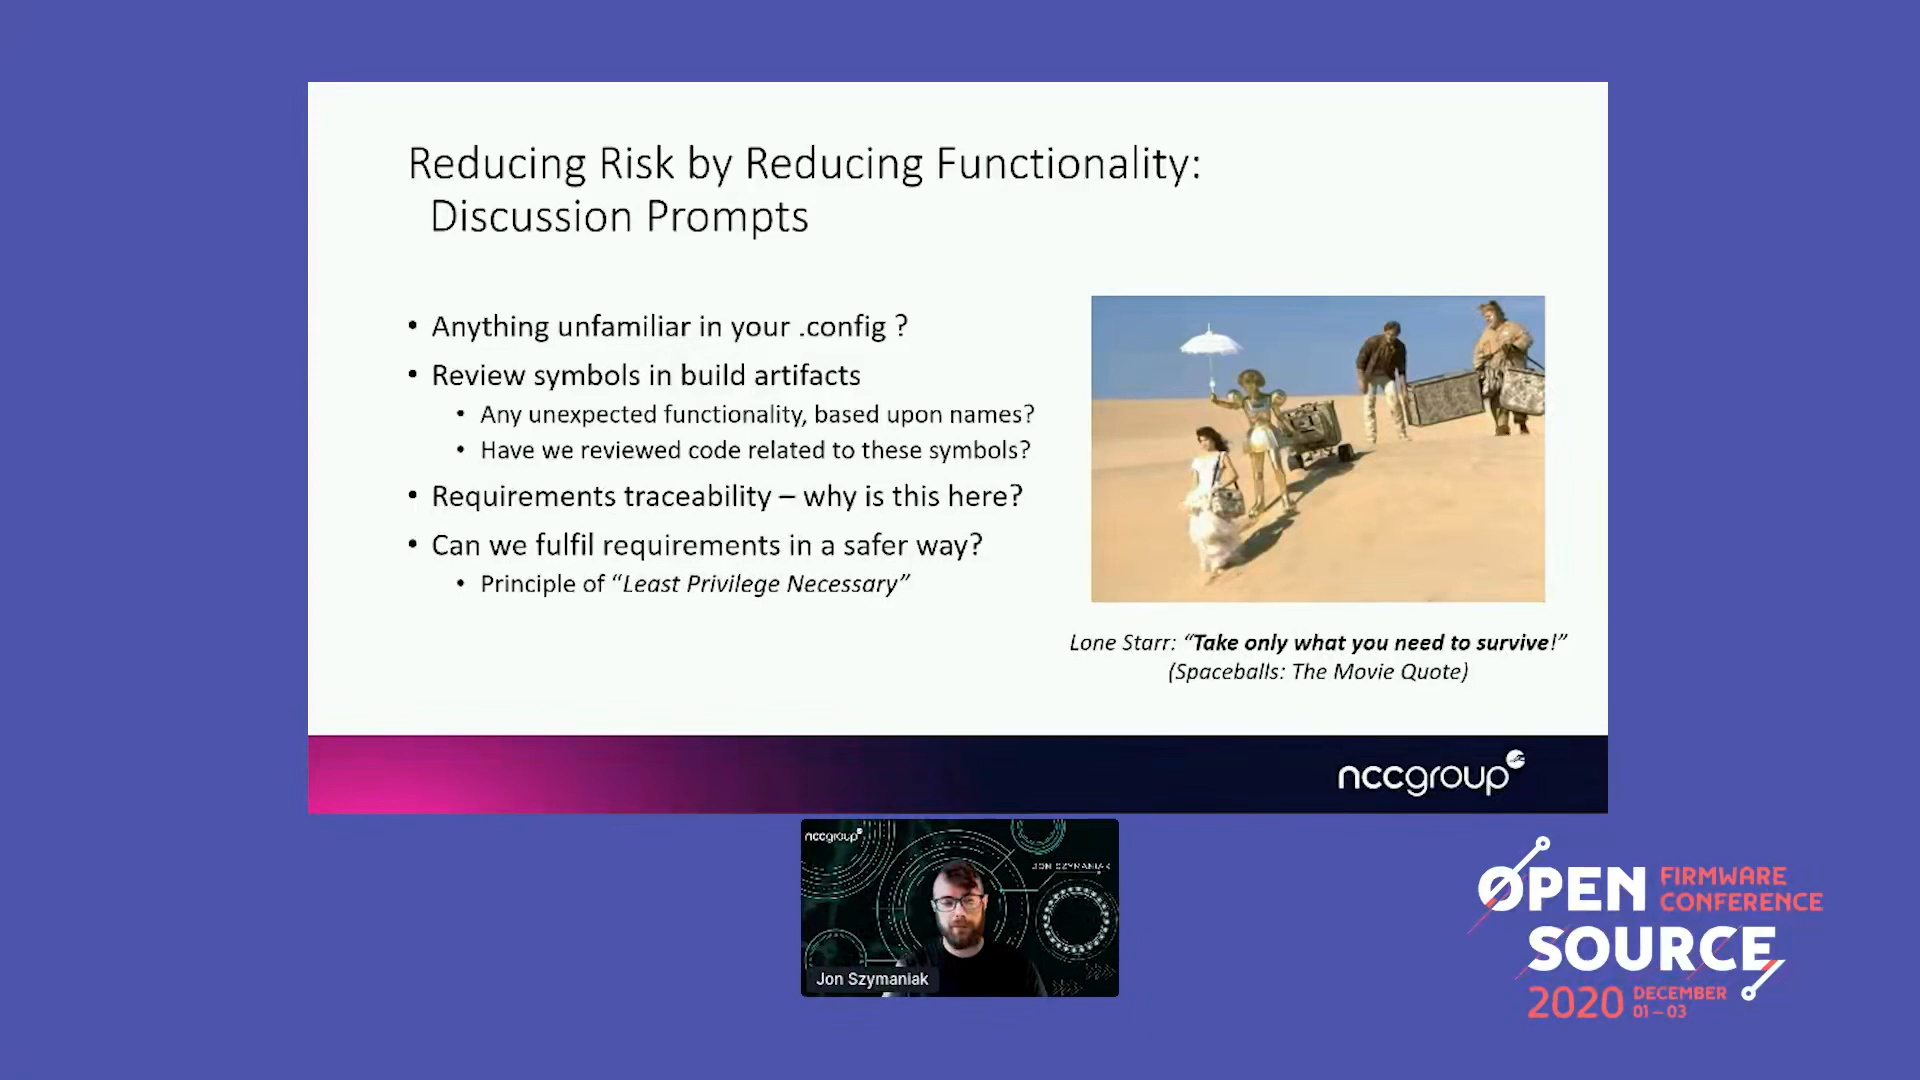 Reducing Risk by Reducing Functionality:
Discussion Prompts
• Anything unfamiliar in your .config ?
• Review symbols in build artifacts
• Any unexpected functionality, based upon names?
• Have we reviewed code related to these symbols?
• Requirements traceability – why is this here?
• Can we fulfil requirements in a safer way?
• Principle of “Least Privilege Necessary”
Lone Starr: “Take only what you need to survive!”
(Spaceballs: The Movie Quote)
nccgroup
nccgroup
JON SZYMANIAK
Jon Szymaniak
OPEN FIRMWARE
CONFERENCE
SOURCE
2020 DECEMBER
01 – 03